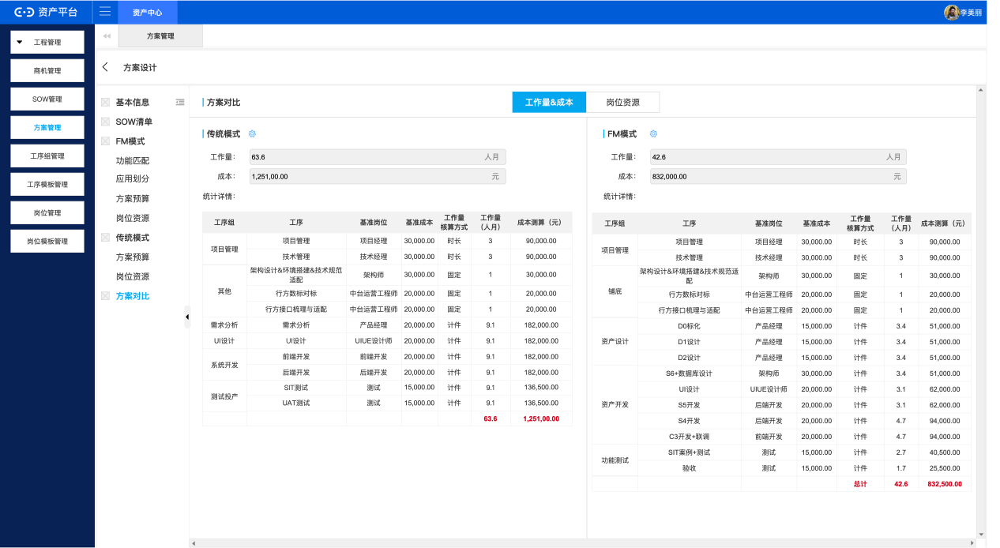 资产平台
资产中心
李美丽
方案管理
工程管理
商机管理
SOW管理
方案管理
工序组管理
工序模板管理
岗位管理
岗位模板管理
方案设计
基本信息
SOW清单
FM模式
功能匹配
应用划分
方案预算
岗位资源
传统模式
方案预算
岗位资源
方案对比
方案对比
工作量&成本
岗位资源
传统模式
工作量: 63.6 人月
成本: 1,251,00.00 元
统计详情:
工序组 工序 基准岗位 基准成本 工作量核算方式 工作量（人月） 成本测算（元）
项目管理 项目管理 项目经理 30,000.00 时长 3 90,000.00
技术管理 技术经理 30,000.00 时长 3 90,000.00
其他 架构设计&环境搭建&技术规范适配 架构师 30,000.00 固定 1 30,000.00
行方数标对标 中台运营工程师 20,000.00 固定 1 20,000.00
行方接口梳理与适配 中台运营工程师 20,000.00 固定 1 20,000.00
需求分析 需求分析 产品经理 20,000.00 计件 9.1 182,000.00
UI设计 UI设计 UIUE设计师 20,000.00 计件 9.1 182,000.00
系统开发 前端开发 前端开发 20,000.00 计件 9.1 182,000.00
后端开发 后端开发 20,000.00 计件 9.1 182,000.00
测试投产 SIT测试 测试 15,000.00 计件 9.1 136,500.00
UAT测试 测试 15,000.00 计件 9.1 136,500.00
63.6 1,251,00.00
FM模式
工作量: 42.6 人月
成本: 832,000.00 元
统计详情:
工序组 工序 基准岗位 基准成本 工作量核算方式 工作量（人月） 成本测算（元）
项目管理 项目管理 项目经理 30,000.00 时长 3 90,000.00
技术管理 技术经理 30,000.00 时长 3 90,000.00
铺底 架构设计&环境搭建&技术规范适配 架构师 30,000.00 固定 1 30,000.00
行方数标对标 中台运营工程师 20,000.00 固定 1 20,000.00
行方接口梳理与适配 中台运营工程师 20,000.00 固定 1 20,000.00
资产设计 D0标化 产品经理 15,000.00 计件 3.4 51,000.00
D1设计 产品经理 15,000.00 计件 3.4 51,000.00
D2设计 产品经理 15,000.00 计件 3.4 51,000.00
资产开发 S6+数据库设计 架构师 30,000.00 计件 3.4 51,000.00
UI设计 UIUE设计师 20,000.00 计件 3.1 62,000.00
S5开发 后端开发 20,000.00 计件 3.1 62,000.00
S4开发 后端开发 20,000.00 计件 4.7 94,000.00
C3开发+联调 前端开发 20,000.00 计件 4.7 94,000.00
功能测试 SIT案例+测试 测试 15,000.00 计件 2.7 40,500.00
验收 测试 15,000.00 计件 1.7 25,500.00
总计 42.6 832,500.00